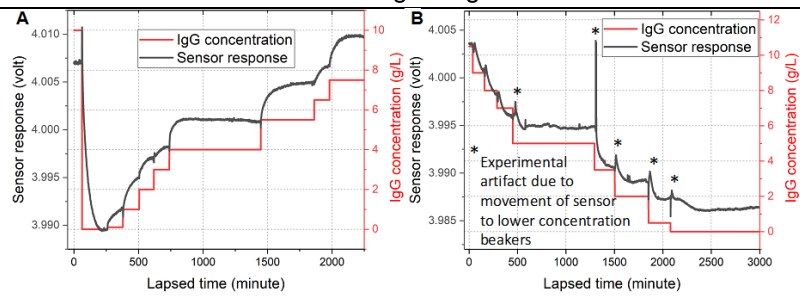 A
IgG concentration
Sensor response
4.010
4.005
4.000
3.995
3.990
10
8
6
4
2
0
0
500
1000
1500
2000
Sensor response (volt)
IgG concentration (g/L)
Lapsed time (minute)
B
IgG concentration
Sensor response
4.005
4.000
3.995
3.990
3.985
12
10
8
6
4
2
0
0
500
1000
1500
2000
2500
3000
Sensor response (volt)
IgG concentration (g/L)
Lapsed time (minute)
*
*
*
*
*
* Experimental
artifact due to
movement of sensor
to lower concentration
beakers